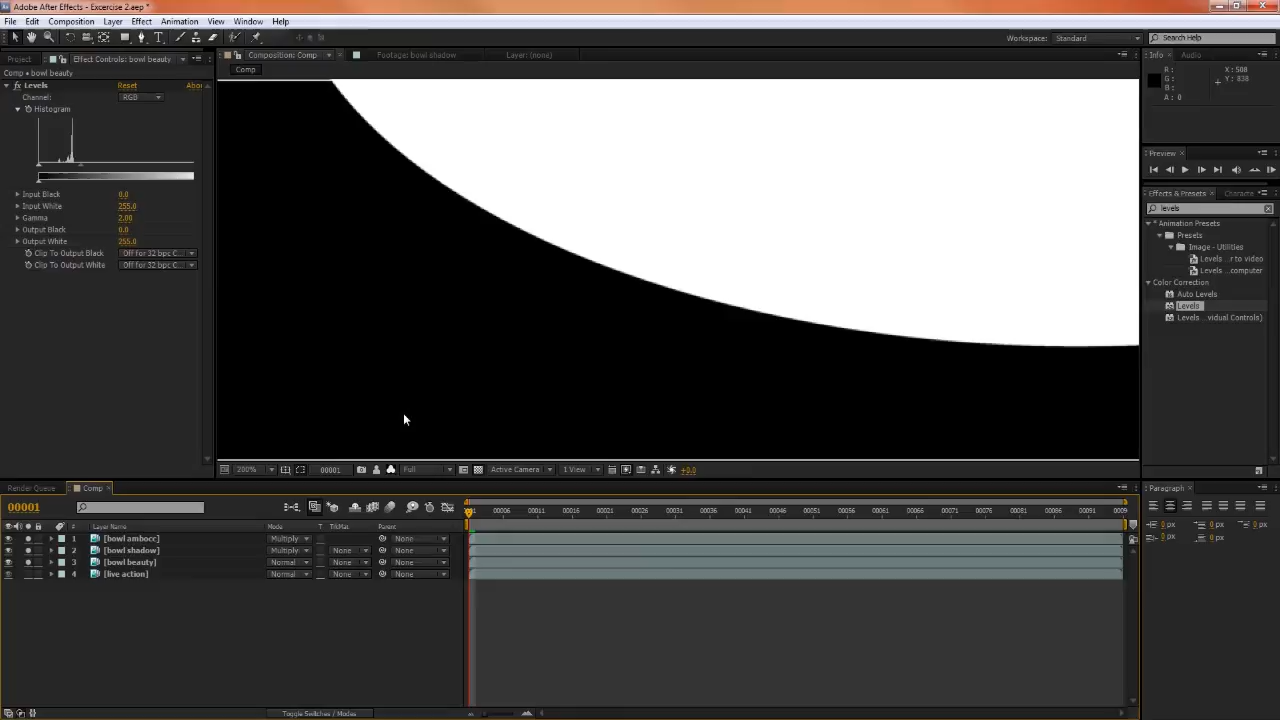 Adobe After Effects - Excercise 2.aep *
File Edit Composition Layer Effect Animation View Window Help
Workspace: Standard Search Help
Project Effect Controls: bowl beauty
Composition: Comp Footage: bowl shadow Layer: (none)
Info Audio
Comp • bowl beauty
Comp
fx Levels Reset Abou
Channel: RGB
Histogram
R: X: 508
G: Y: 838
B:
A: 0
Input Black 0.0
Input White 255.0
Gamma 2.00
Output Black 0.0
Output White 255.0
Clip To Output Black Off for 32 bpc C...
Clip To Output White Off for 32 bpc C...
Preview
Effects & Presets Characte
levels
* Animation Presets
Presets
Image - Utilities
Levels ...r to video
Levels ...computer
Color Correction
Auto Levels
Levels
Levels ...vidual Controls)
200% 00001 Full Active Camera 1 View +0.0
Render Queue Comp
Paragraph
00001
00006 00011 00016 00021 00026 00031 00036 00041 00046 00051 00056 00061 00066 00071 00076 00081 00086 00091 0009
0 px 0 px 0 px
0 px 0 px
# Layer Name Mode T TrkMat Parent
1 [bowl ambocc] Multiply None
2 [bowl shadow] Multiply None None
3 [bowl beauty] Normal None None
4 [live action] Normal None None
Toggle Switches / Modes